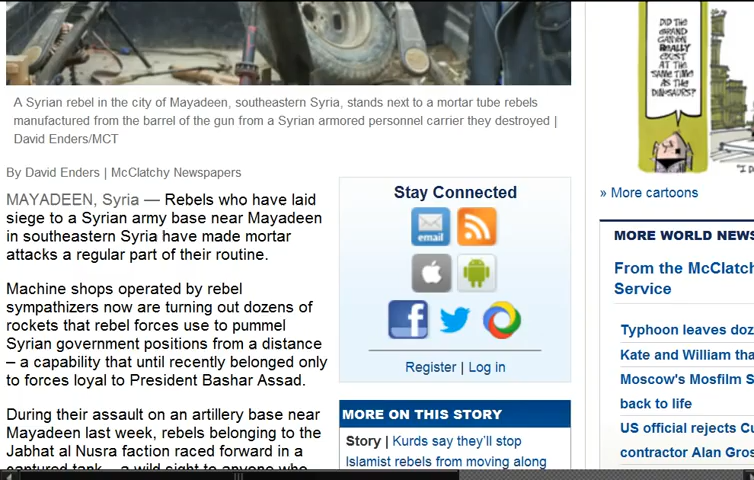 DID THE
GRAND
CANYON
REALLY
EXIST
AT THE
SAME TIME
AS THE
DINOSAURS?
A Syrian rebel in the city of Mayadeen, southeastern Syria, stands next to a mortar tube rebels
manufactured from the barrel of the gun from a Syrian armored personnel carrier they destroyed |
David Enders/MCT
By David Enders | McClatchy Newspapers
MAYADEEN, Syria — Rebels who have laid
siege to a Syrian army base near Mayadeen
in southeastern Syria have made mortar
attacks a regular part of their routine.
Machine shops operated by rebel
sympathizers now are turning out dozens of
rockets that rebel forces use to pummel
Syrian government positions from a distance
– a capability that until recently belonged only
to forces loyal to President Bashar Assad.
During their assault on an artillery base near
Mayadeen last week, rebels belonging to the
Jabhat al Nusra faction raced forward in a
captured tank – a wild sight to anyone who
Stay Connected
email
Register | Log in
MORE ON THIS STORY
Story | Kurds say they'll stop
Islamist rebels from moving along
» More cartoons
MORE WORLD NEWS
From the McClatch
Service
Typhoon leaves doz
Kate and William tha
Moscow's Mosfilm S
back to life
US official rejects Cu
contractor Alan Gros